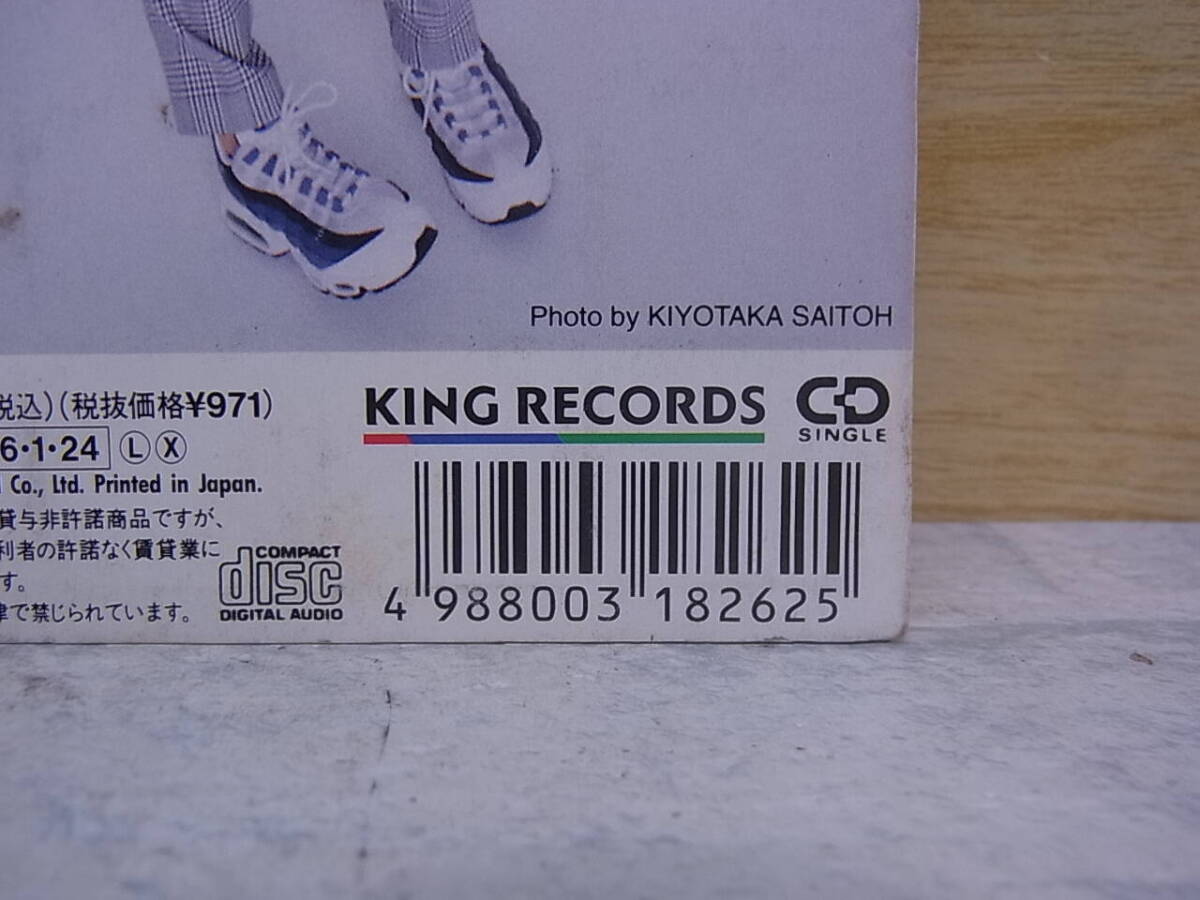 Photo by KIYOTAKA SAITOH
税込)(税抜価格¥971)
6・1・24 Ⓛ Ⓧ
Co., Ltd. Printed in Japan.
貸与非許諾商品ですが、
利者の許諾なく賃貸業に
す。
律で禁じられています。
COMPACT
disc
DIGITAL AUDIO
KING RECORDS
CD
SINGLE
4 988003 182625